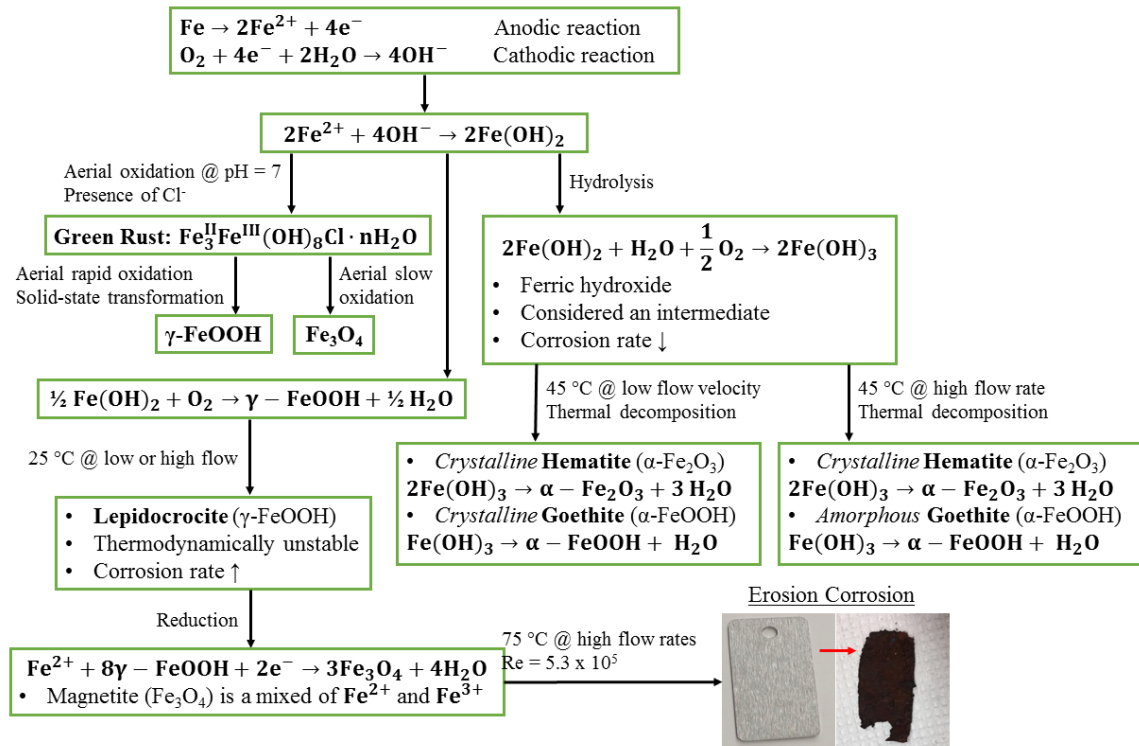 Fe → 2Fe²⁺ + 4e⁻ Anodic reaction
O₂ + 4e⁻ + 2H₂O → 4OH⁻ Cathodic reaction
2Fe²⁺ + 4OH⁻ → 2Fe(OH)₂
Aerial oxidation @ pH = 7
Presence of Cl⁻
Hydrolysis
Green Rust: Fe₃ᴵᴵFeᴵᴵᴵ(OH)₈Cl · nH₂O
2Fe(OH)₂ + H₂O + 1/2 O₂ → 2Fe(OH)₃
• Ferric hydroxide
• Considered an intermediate
• Corrosion rate ↓
Aerial rapid oxidation
Solid-state transformation
Aerial slow
oxidation
γ-FeOOH
Fe₃O₄
½ Fe(OH)₂ + O₂ → γ − FeOOH + ½ H₂O
45 °C @ low flow velocity
Thermal decomposition
45 °C @ high flow rate
Thermal decomposition
25 °C @ low or high flow
• Crystalline Hematite (α-Fe₂O₃)
2Fe(OH)₃ → α − Fe₂O₃ + 3 H₂O
• Crystalline Goethite (α-FeOOH)
Fe(OH)₃ → α − FeOOH + H₂O
• Crystalline Hematite (α-Fe₂O₃)
2Fe(OH)₃ → α − Fe₂O₃ + 3 H₂O
• Amorphous Goethite (α-FeOOH)
Fe(OH)₃ → α − FeOOH + H₂O
• Lepidocrocite (γ-FeOOH)
• Thermodynamically unstable
• Corrosion rate ↑
Reduction
Erosion Corrosion
Fe²⁺ + 8γ − FeOOH + 2e⁻ → 3Fe₃O₄ + 4H₂O
• Magnetite (Fe₃O₄) is a mixed of Fe²⁺ and Fe³⁺
75 °C @ high flow rates
Re = 5.3 x 10⁵